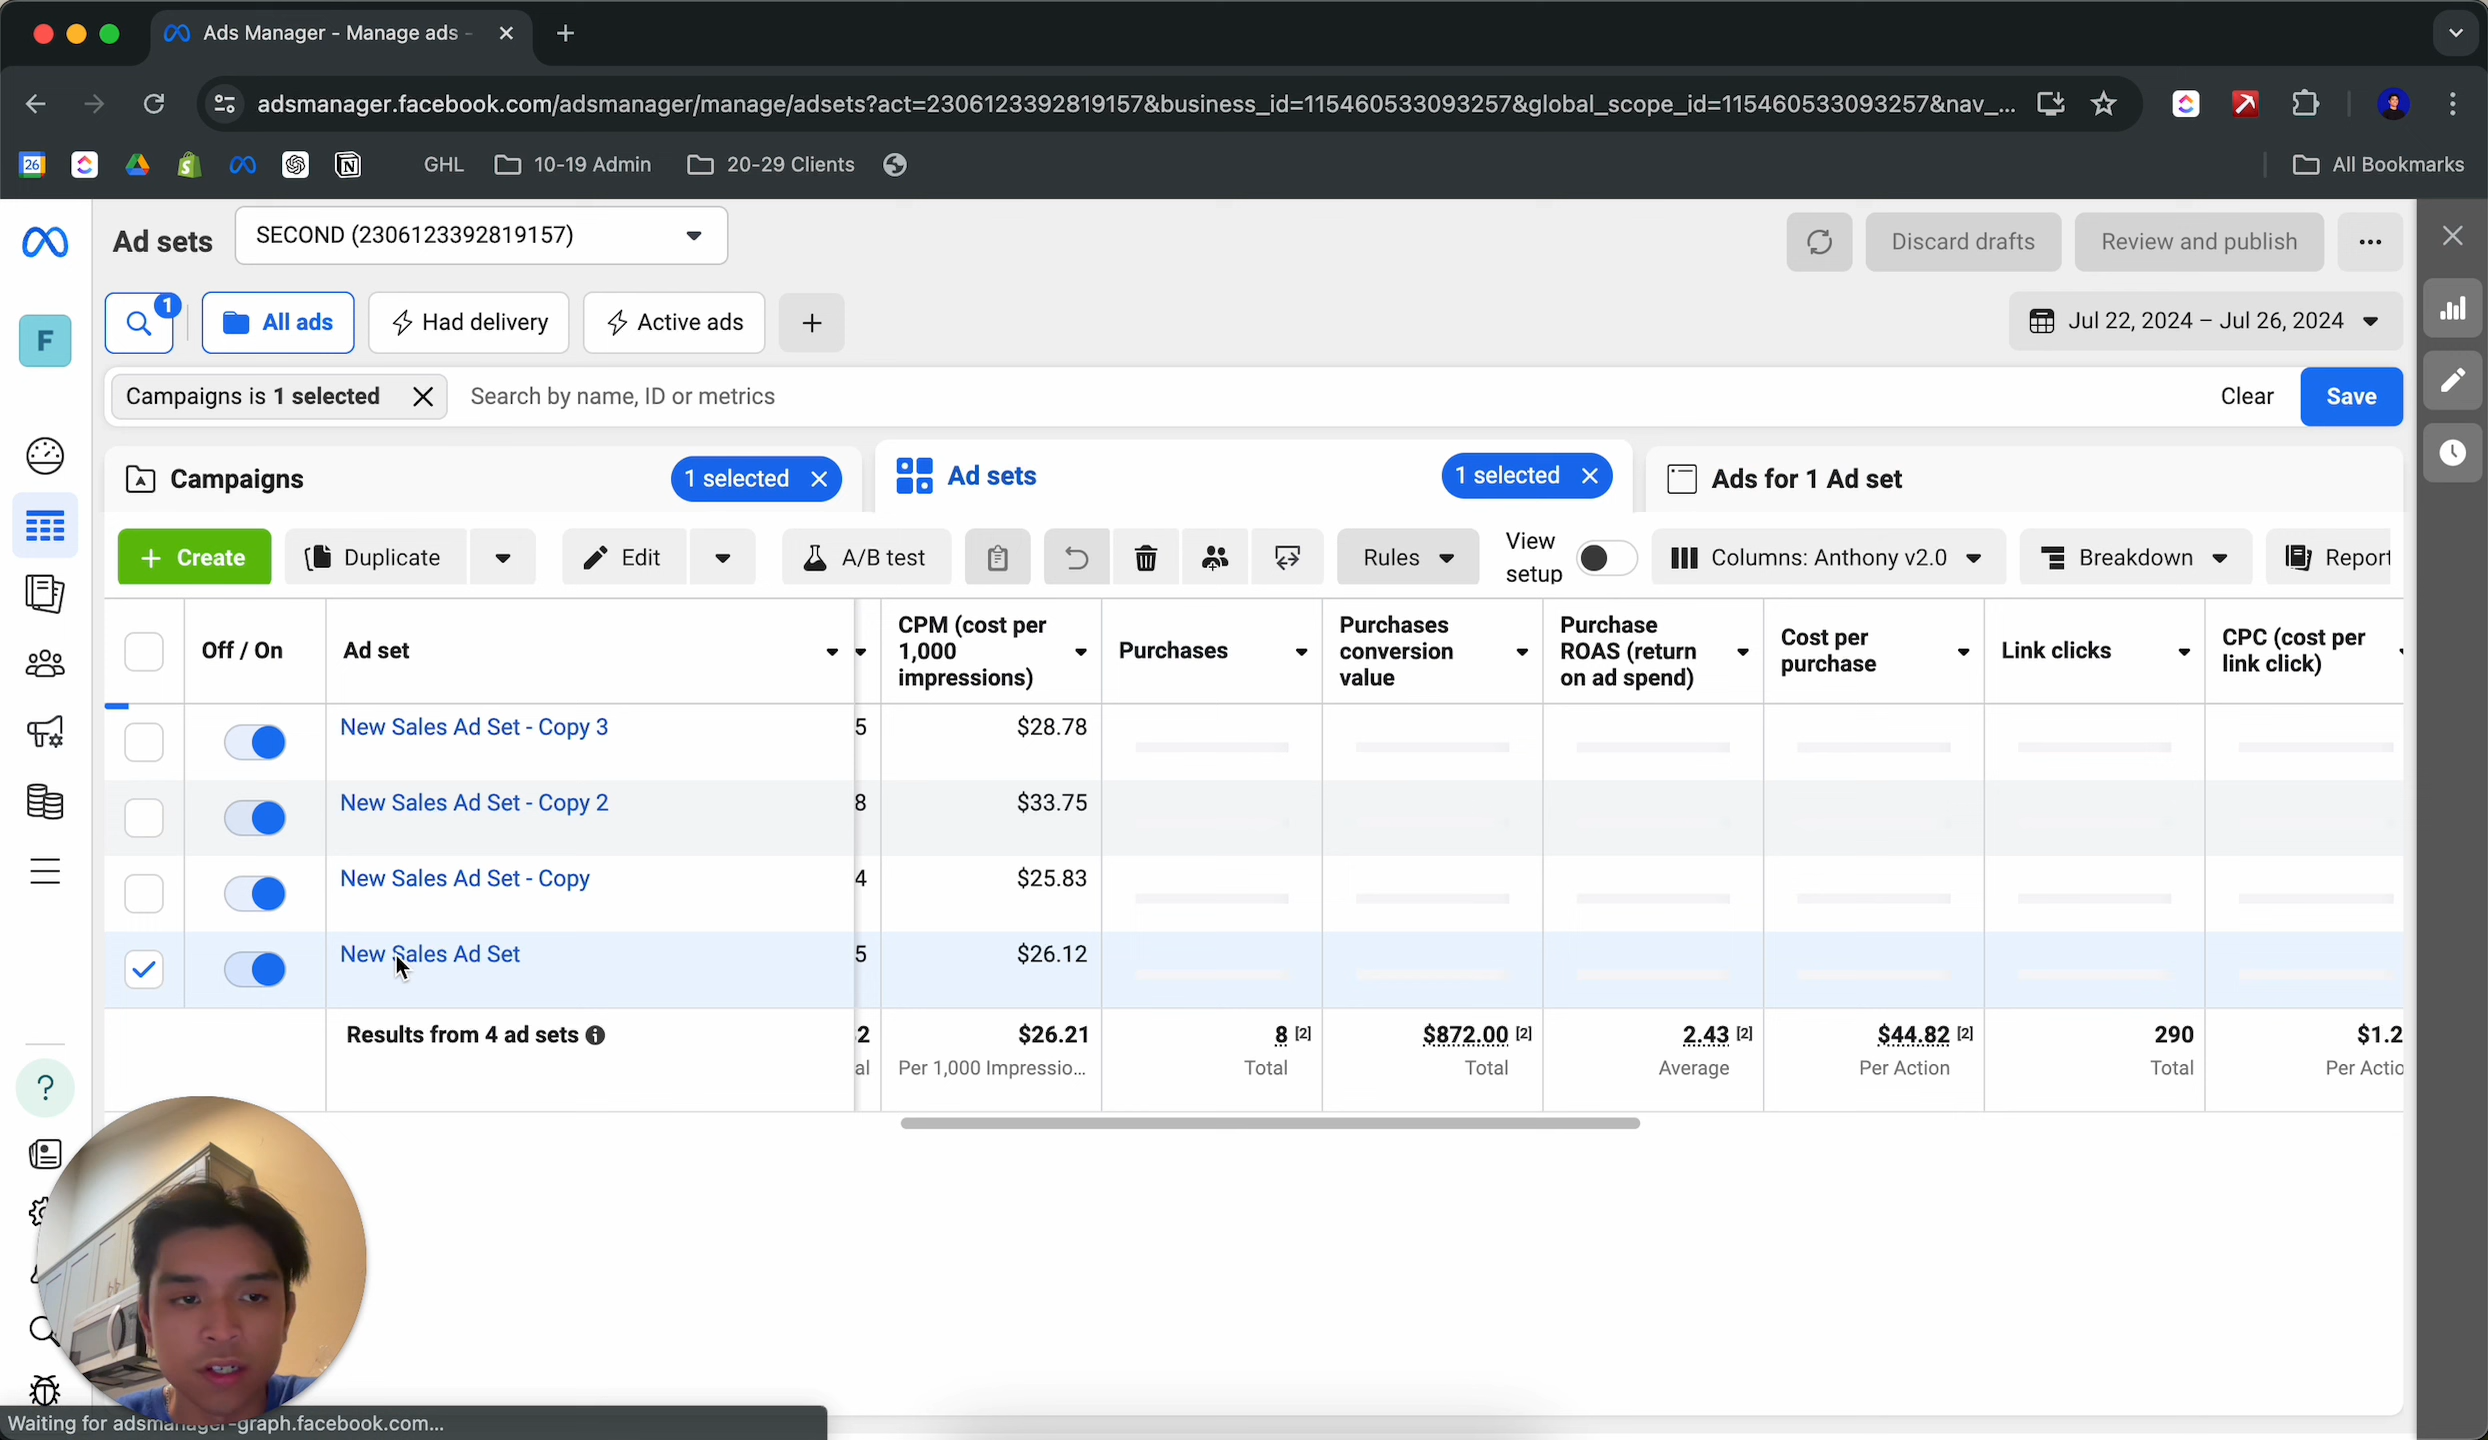 Ads Manager - Manage ads -
adsmanager.facebook.com/adsmanager/manage/adsets?act=2306123392819157&business_id=115460533093257&global_scope_id=115460533093257&nav_...
26
GHL
10-19 Admin
20-29 Clients
All Bookmarks
Ad sets
SECOND (2306123392819157)
Discard drafts
Review and publish
1
All ads
Had delivery
Active ads
Jul 22, 2024 – Jul 26, 2024
F
Campaigns is 1 selected
Search by name, ID or metrics
Clear
Save
Campaigns
1 selected
Ad sets
1 selected
Ads for 1 Ad set
Create
Duplicate
Edit
A/B test
Rules
View setup
Columns: Anthony v2.0
Breakdown
Report
Off / On
Ad set
CPM (cost per 1,000 impressions)
Purchases
Purchases conversion value
Purchase ROAS (return on ad spend)
Cost per purchase
Link clicks
CPC (cost per link click)
New Sales Ad Set - Copy 3
5
$28.78
New Sales Ad Set - Copy 2
8
$33.75
New Sales Ad Set - Copy
4
$25.83
New Sales Ad Set
5
$26.12
Results from 4 ad sets
2
$26.21
8 [2]
$872.00 [2]
2.43 [2]
$44.82 [2]
290
$1.2
al
Per 1,000 Impressio...
Total
Total
Average
Per Action
Total
Per Actio
Waiting for adsmanager-graph.facebook.com...